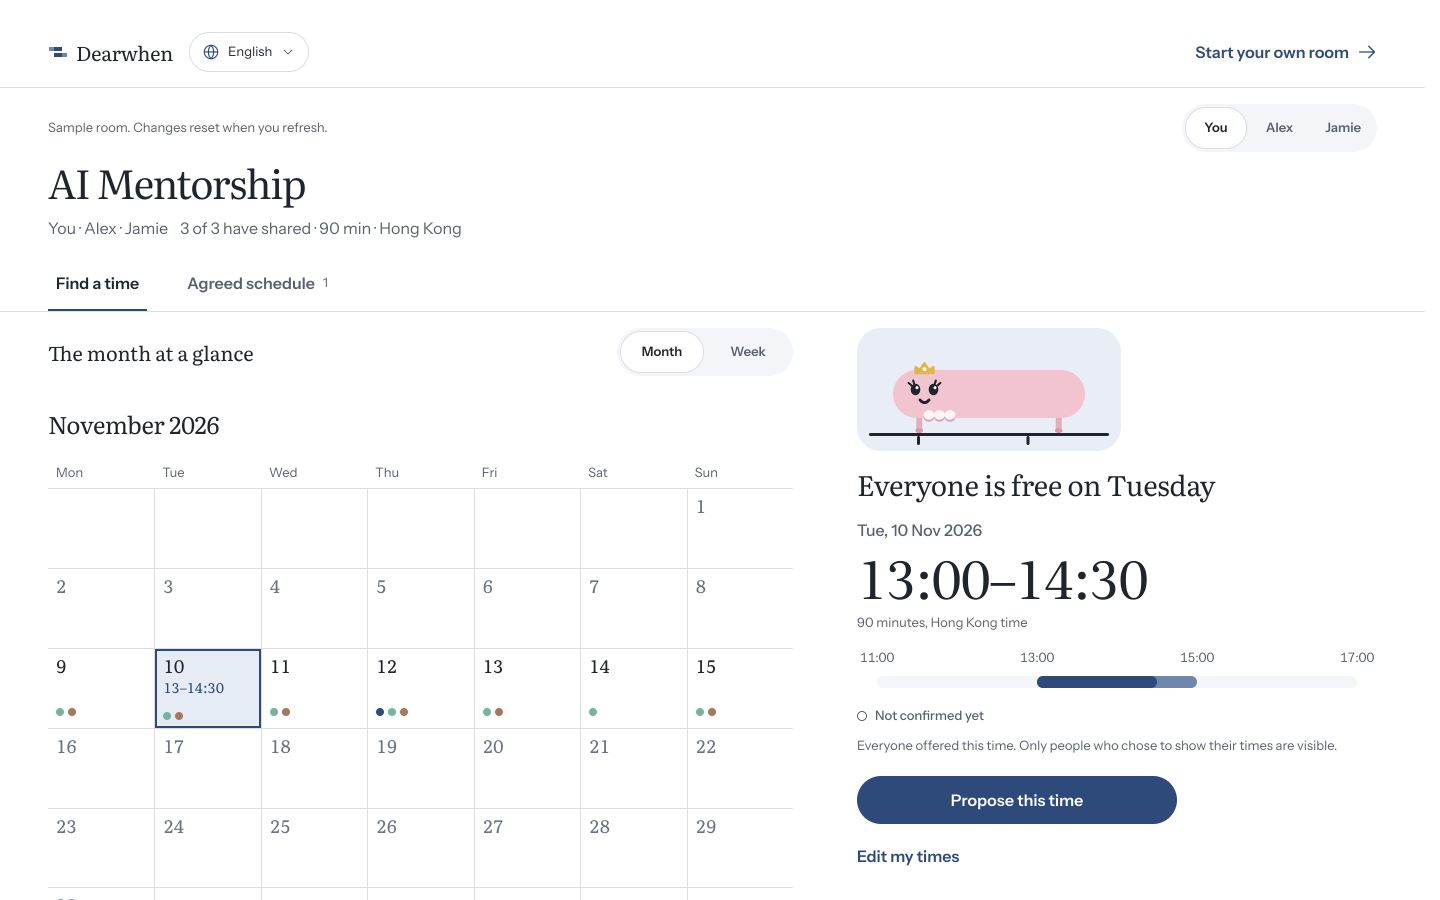 Dearwhen
English
Start your own room
Sample room. Changes reset when you refresh.
You
Alex
Jamie
AI Mentorship
You · Alex · Jamie 3 of 3 have shared · 90 min · Hong Kong
Find a time
Agreed schedule 1
The month at a glance
Month
Week
November 2026
Mon Tue Wed Thu Fri Sat Sun
1
2 3 4 5 6 7 8
9 10 11 12 13 14 15
13–14:30
16 17 18 19 20 21 22
23 24 25 26 27 28 29
Everyone is free on Tuesday
Tue, 10 Nov 2026
13:00–14:30
90 minutes, Hong Kong time
11:00 13:00 15:00 17:00
Not confirmed yet
Everyone offered this time. Only people who chose to show their times are visible.
Propose this time
Edit my times